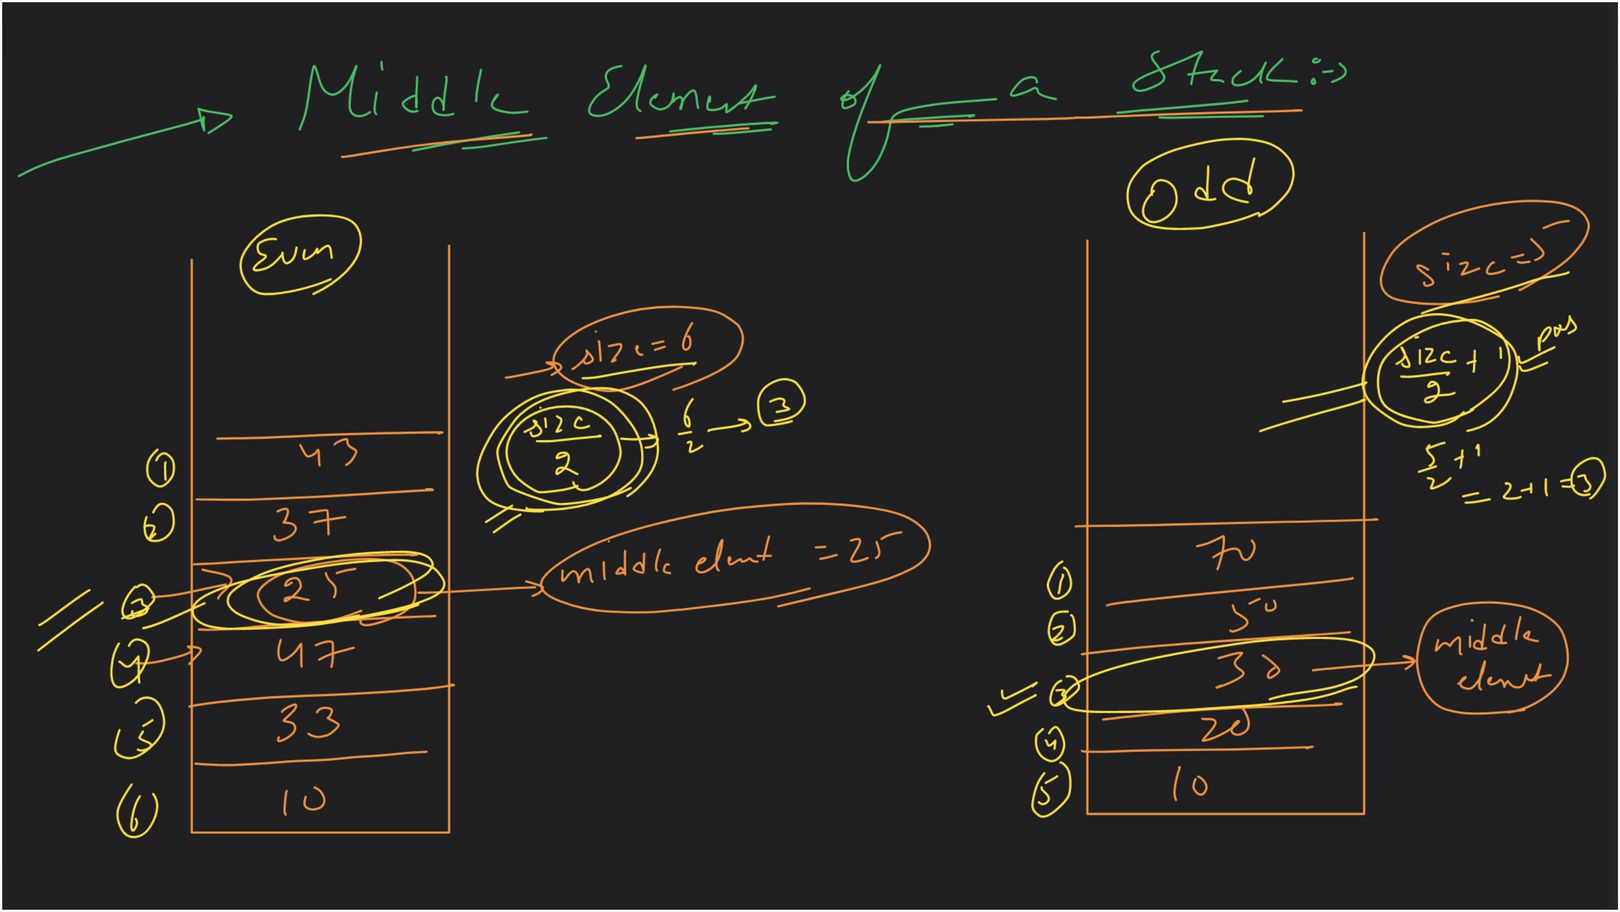 Middle Element of a Stack :→
Even
Odd
size = 6
size/2 → 6/2 → 3
1 43
2 37
3 25
middle elemt = 25
4 47
5 33
6 10
size = 5
size/2 + 1 pos
5/2 + 1
= 2+1 = 3
1 70
2 50
3 30
middle
elemet
4 20
5 10